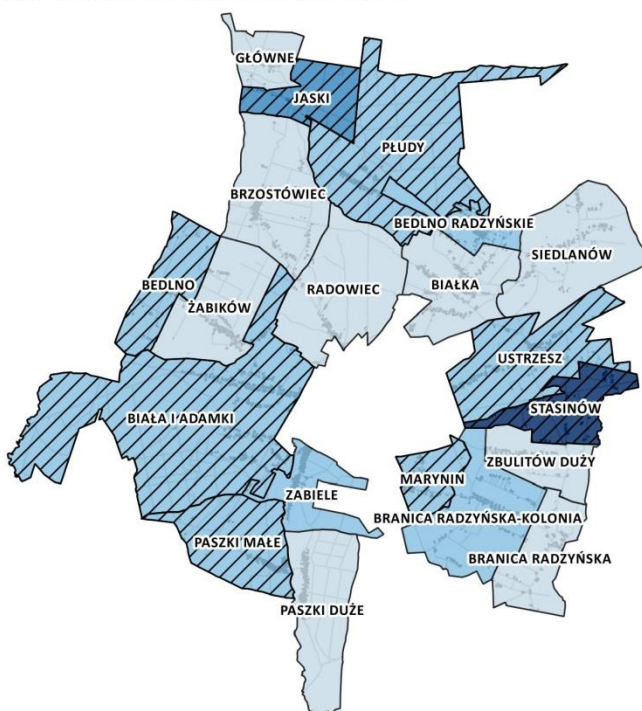 GŁÓWNE
JASKI
PŁUDY
BRZOSTÓWIEC
BEDLNO RADZYŃSKIE
SIEDLANÓW
BEDLNO
ŻABIKÓW
RADOWIEC
BIAŁKA
USTRZESZ
STASINÓW
BIAŁA I ADAMKI
ZBULITÓW DUŻY
MARYNIN
ZABIELE
BRANICA RADZYŃSKA-KOLONIA
PASZKI MAŁE
BRANICA RADZYŃSKA
PASZKI DUŻE